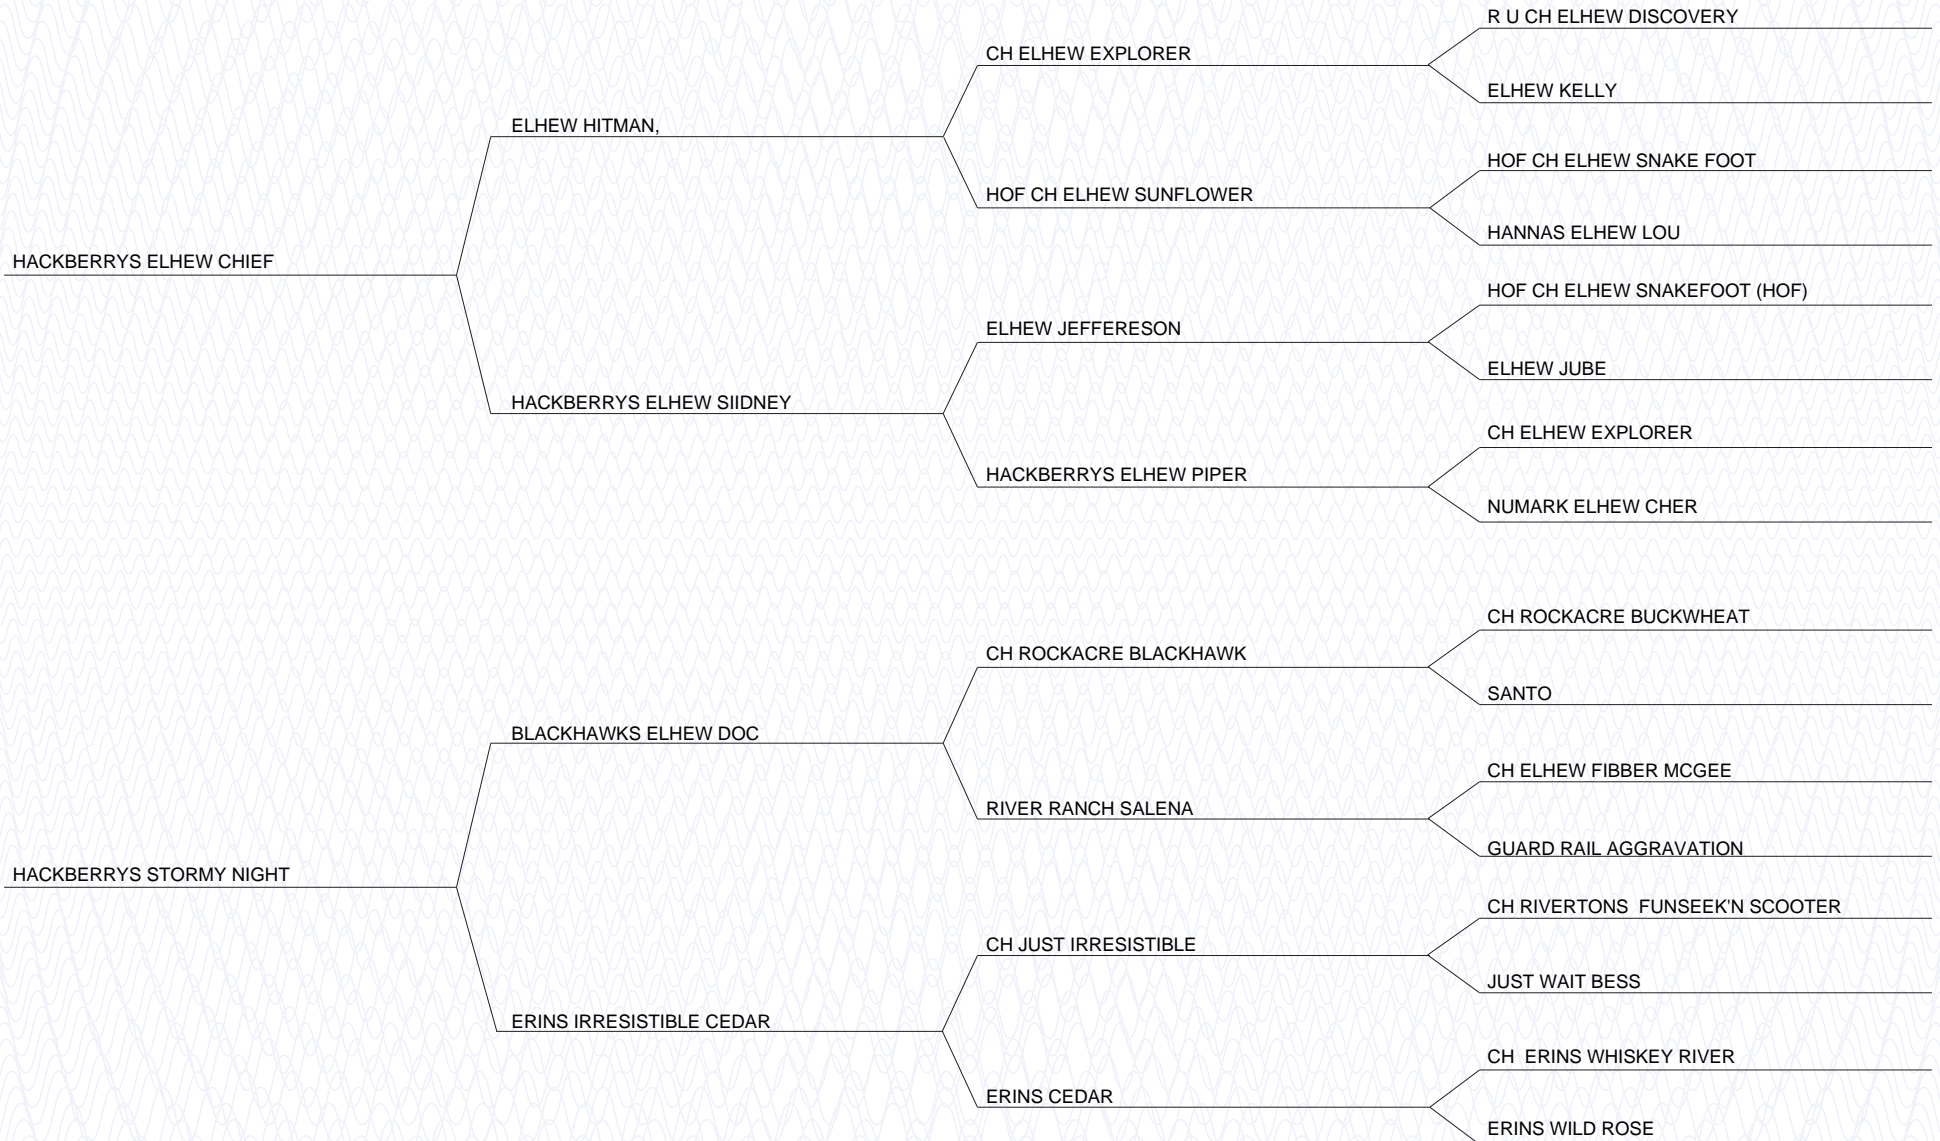 R U CH ELHEW DISCOVERY
CH ELHEW EXPLORER
ELHEW KELLY
ELHEW HITMAN,
HOF CH ELHEW SNAKE FOOT
HOF CH ELHEW SUNFLOWER
HANNAS ELHEW LOU
HACKBERRYS ELHEW CHIEF
HOF CH ELHEW SNAKEFOOT (HOF)
ELHEW JEFFERESON
ELHEW JUBE
HACKBERRYS ELHEW SIIDNEY
CH ELHEW EXPLORER
HACKBERRYS ELHEW PIPER
NUMARK ELHEW CHER
CH ROCKACRE BUCKWHEAT
CH ROCKACRE BLACKHAWK
SANTO
BLACKHAWKS ELHEW DOC
CH ELHEW FIBBER MCGEE
RIVER RANCH SALENA
GUARD RAIL AGGRAVATION
HACKBERRYS STORMY NIGHT
CH RIVERTONS  FUNSEEK'N SCOOTER
CH JUST IRRESISTIBLE
JUST WAIT BESS
ERINS IRRESISTIBLE CEDAR
CH  ERINS WHISKEY RIVER
ERINS CEDAR
ERINS WILD ROSE